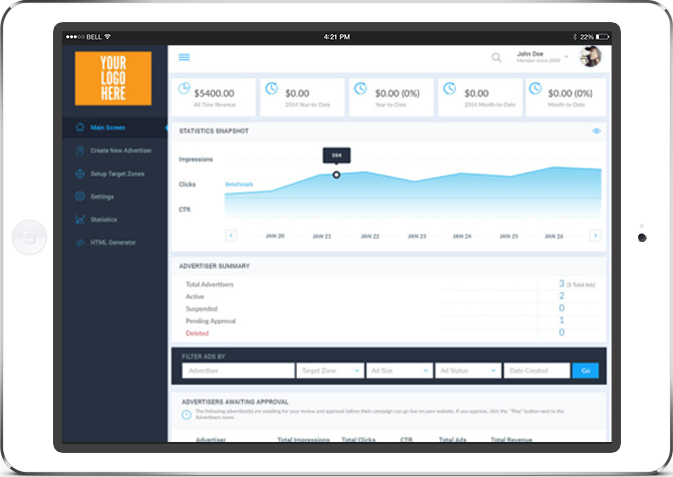 BELL
4:21 PM
22%
YOUR
LOGO
HERE
John Doe
Member since 2009
$5400.00
All Time Revenue
$0.00
2014 Year-to-Date
$0.00 (0%)
Year-to-Date
$0.00
2014 Month-to-Date
$0.00 (0%)
Month-to-Date
Main Screen
Create New Advertiser
Setup Target Zones
Settings
Statistics
HTML Generator
STATISTICS SNAPSHOT
Impressions
Clicks
CTR
Benchmark
JAN 20
JAN 21
JAN 22
JAN 23
JAN 24
JAN 25
JAN 26
ADVERTISER SUMMARY
Total Advertisers 3 (5 Total Ads)
Active 2
Suspended 0
Pending Approval 1
Deleted 0
FILTER ADS BY
Advertiser
Target Zone
Ad Size
Ad Status
Date Created
Go
ADVERTISERS AWAITING APPROVAL
The following advertiser(s) are awaiting for your review and approval before their campaign can go live on your website. If you approve, click the "Play" button next to the
Advertisers name.
Advertiser Total Impressions Total Clicks CTR Total Ads Total Revenue